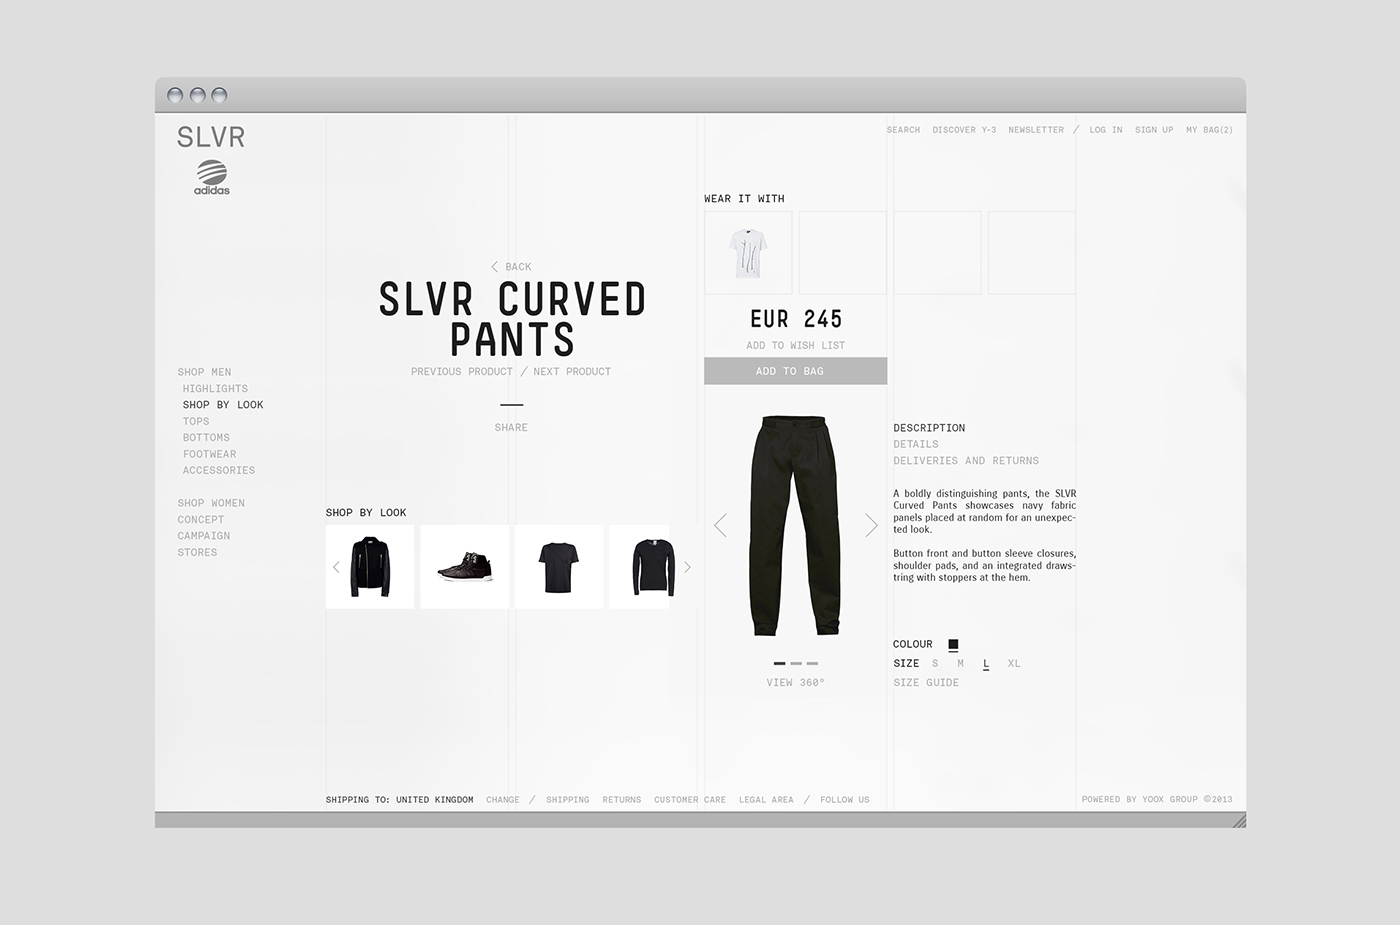 SLVR
adidas
SEARCH DISCOVER Y-3 NEWSLETTER / LOG IN SIGN UP MY BAG(2)
WEAR IT WITH
< BACK
SLVR CURVED
PANTS
PREVIOUS PRODUCT / NEXT PRODUCT
SHARE
EUR 245
ADD TO WISH LIST
ADD TO BAG
SHOP MEN
HIGHLIGHTS
SHOP BY LOOK
TOPS
BOTTOMS
FOOTWEAR
ACCESSORIES
SHOP WOMEN
CONCEPT
CAMPAIGN
STORES
SHOP BY LOOK
VIEW 360°
DESCRIPTION
DETAILS
DELIVERIES AND RETURNS
A boldly distinguishing pants, the SLVR
Curved Pants showcases navy fabric
panels placed at random for an unexpec-
ted look.
Button front and button sleeve closures,
shoulder pads, and an integrated draws-
tring with stoppers at the hem.
COLOUR
SIZE S M L XL
SIZE GUIDE
SHIPPING TO: UNITED KINGDOM CHANGE / SHIPPING RETURNS CUSTOMER CARE LEGAL AREA / FOLLOW US
POWERED BY YOOX GROUP ©2013